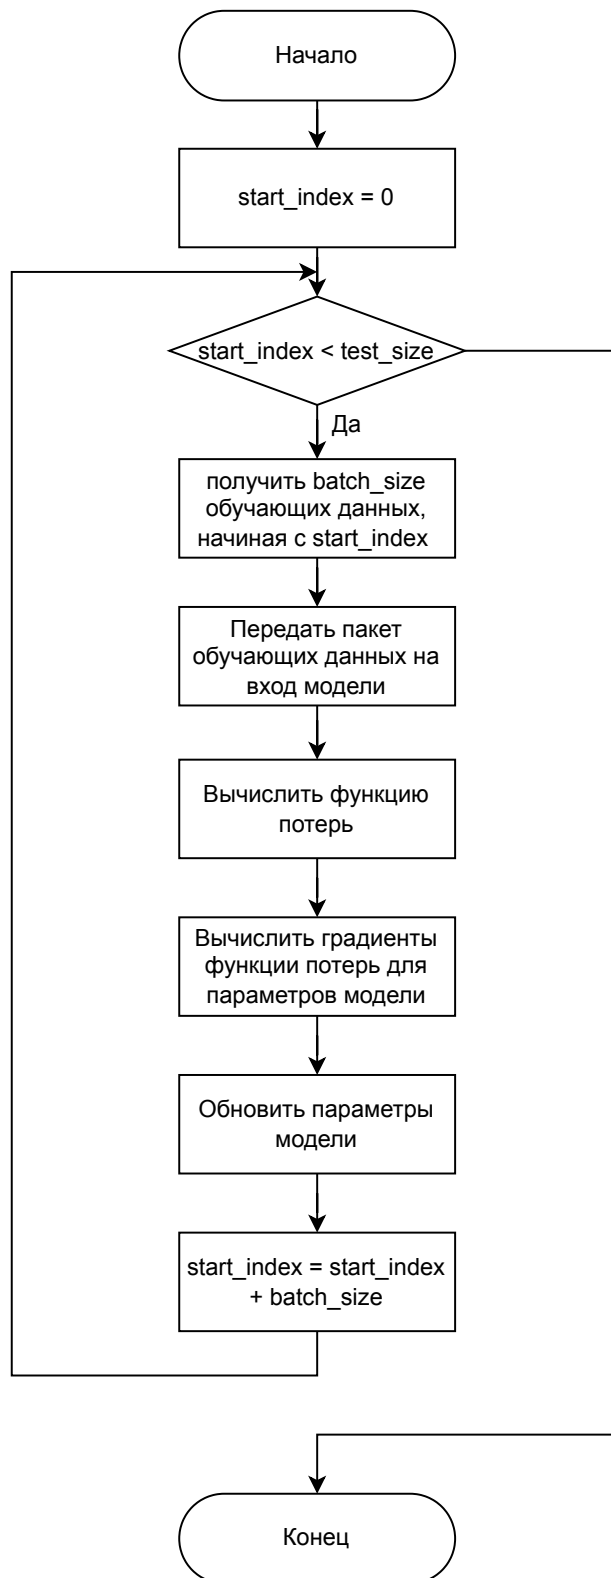 Начало
start_index = 0
start_index < test_size
Да
получить batch_size
обучающих данных,
начиная с start_index
Передать пакет
обучающих данных на
вход модели
Вычислить функцию
потерь
Вычислить градиенты
функции потерь для
параметров модели
Обновить параметры
модели
start_index = start_index
+ batch_size
Конец